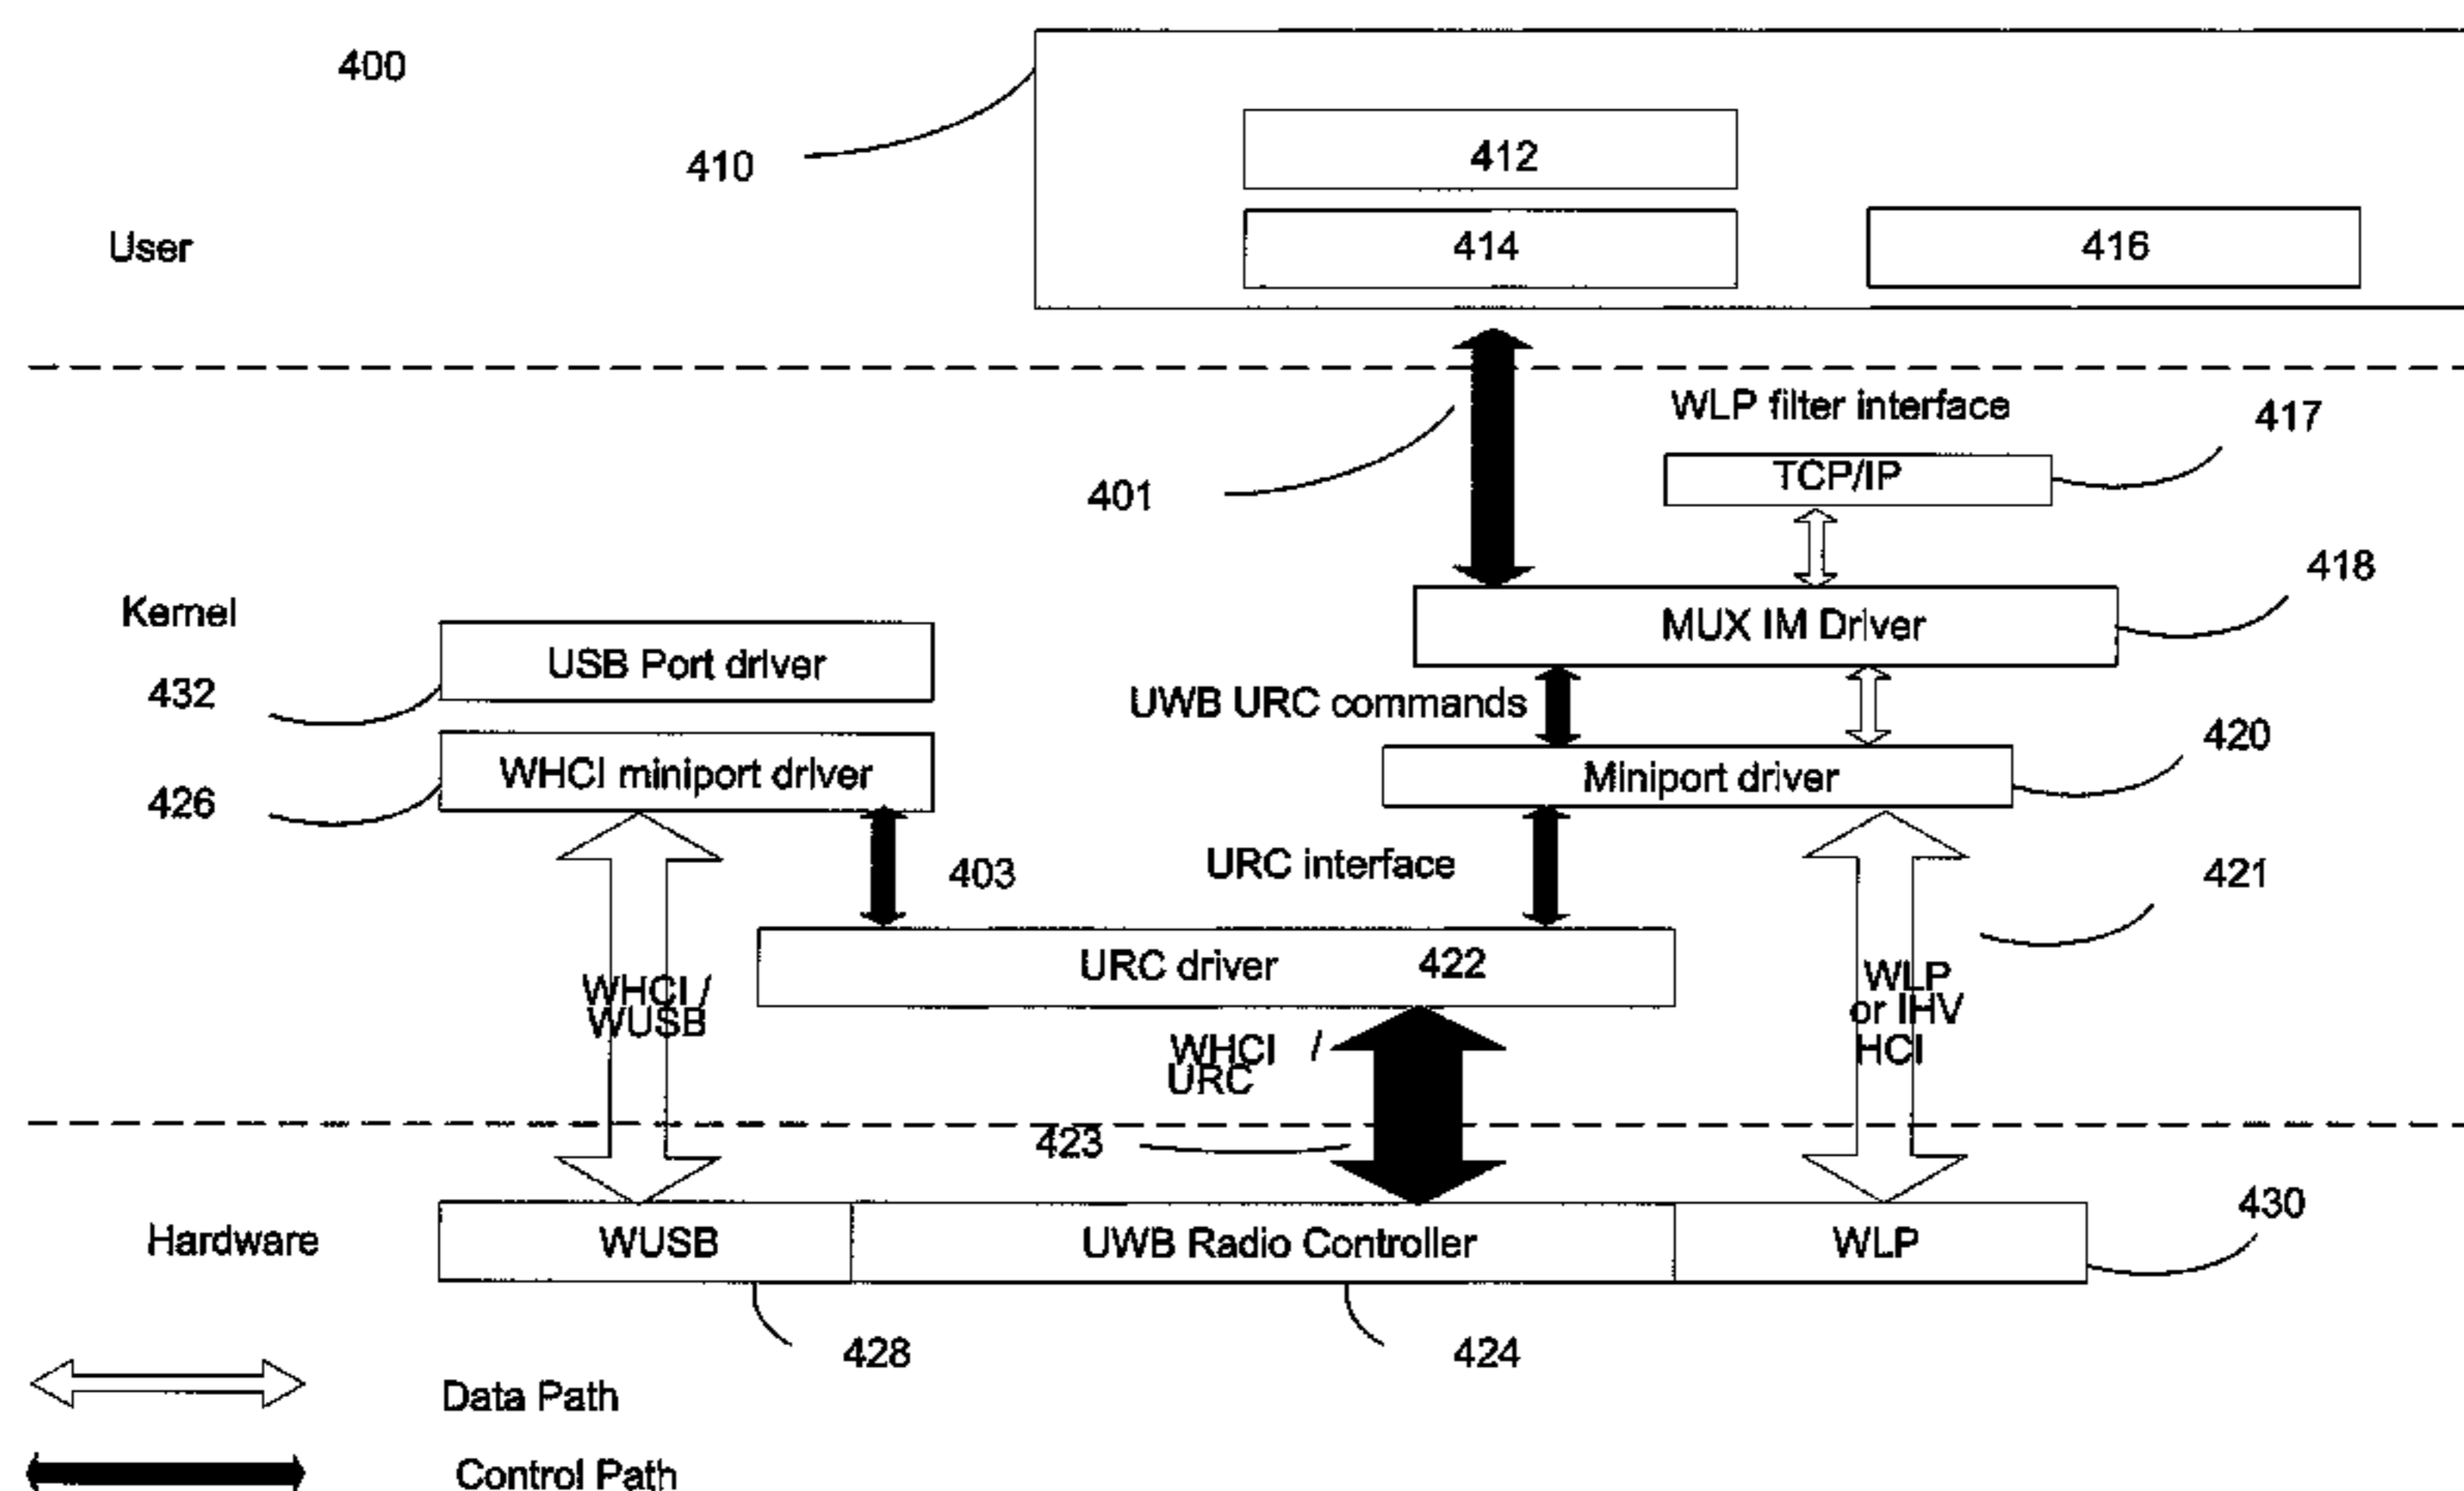 400
410
412
User
414
416
WLP filter interface
417
401
TCP/IP
418
Kernel
MUX IM Driver
USB Port driver
432
UWB URC commands
420
WHCI miniport driver
Miniport driver
426
403
URC interface
421
URC driver 422
WHCI /
WUSB
WLP
or IHV
HCI
WHCI /
URC
423
430
Hardware
WUSB
UWB Radio Controller
WLP
428
424
Data Path
Control Path